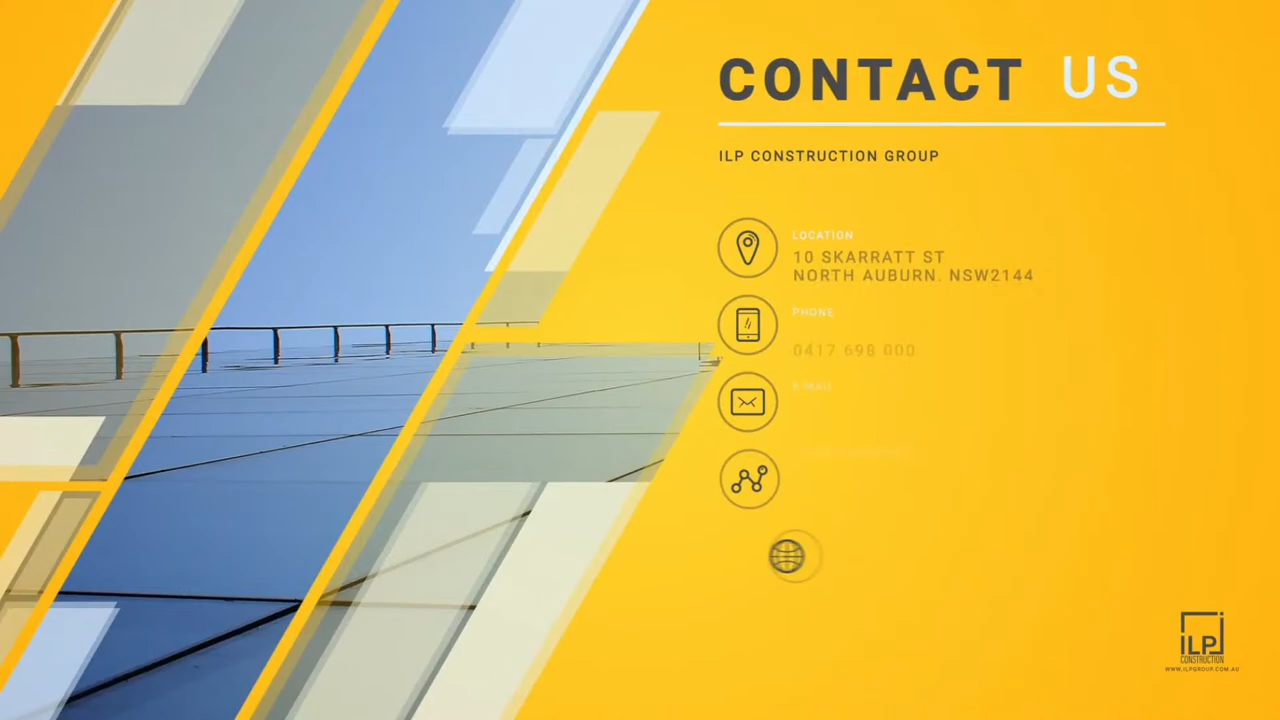 CONTACT US
ILP CONSTRUCTION GROUP
LOCATION
10 SKARRATT ST
NORTH AUBURN. NSW2144
PHONE
0417 698 000
E-MAIL
ILP
CONSTRUCTION
WWW.ILPGROUP.COM.AU